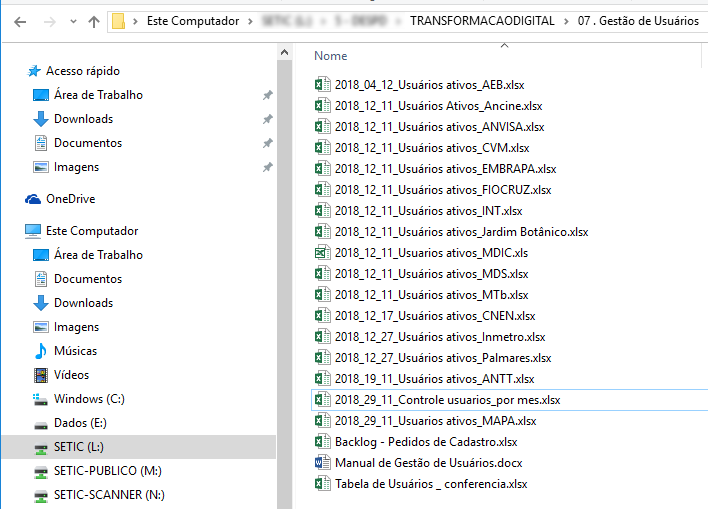 Este Computador > TRANSFORMACAODIGITAL > 07 . Gestão de Usuários
Acesso rápido
Área de Trabalho
Downloads
Documentos
Imagens
OneDrive
Este Computador
Área de Trabalho
Documentos
Downloads
Imagens
Músicas
Vídeos
Windows (C:)
Dados (E:)
SETIC (L:)
SETIC-PUBLICO (M:)
SETIC-SCANNER (N:)
Nome
2018_04_12_Usuários ativos_AEB.xlsx
2018_12_11_Usuários Ativos_Ancine.xlsx
2018_12_11_Usuários ativos_ANVISA.xlsx
2018_12_11_Usuários ativos_CVM.xlsx
2018_12_11_Usuários ativos_EMBRAPA.xlsx
2018_12_11_Usuários ativos_FIOCRUZ.xlsx
2018_12_11_Usuários ativos_INT.xlsx
2018_12_11_Usuários ativos_Jardim Botânico.xlsx
2018_12_11_Usuarios ativos_MDIC.xls
2018_12_11_Usuários ativos_MDS.xlsx
2018_12_11_Usuários ativos_MTb.xlsx
2018_12_17_Usuários ativos_CNEN.xlsx
2018_12_27_Usuários ativos_Inmetro.xlsx
2018_12_27_Usuários ativos_Palmares.xlsx
2018_19_11_Usuários ativos_ANTT.xlsx
2018_29_11_Controle usuarios_por mes.xlsx
2018_29_11_Usuários ativos_MAPA.xlsx
Backlog - Pedidos de Cadastro.xlsx
Manual de Gestão de Usuários.docx
Tabela de Usuários _ conferencia.xlsx